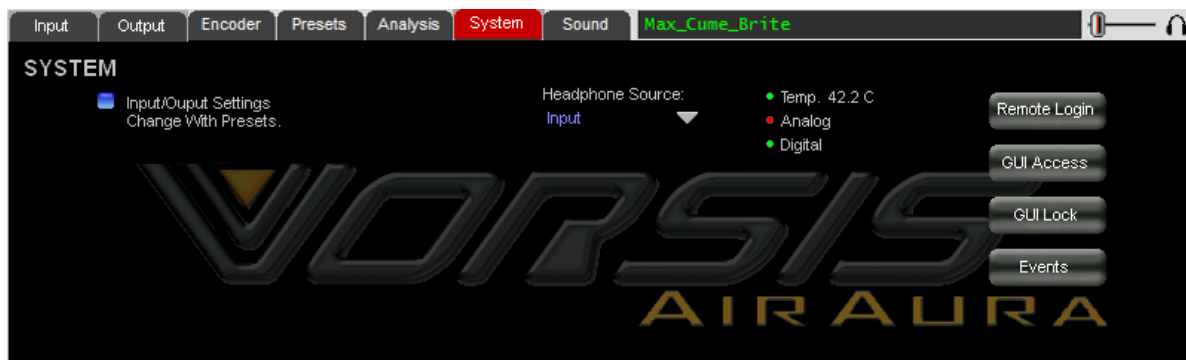 Input Output Encoder Presets Analysis System Sound Max_Cume_Brite
SYSTEM
Input/Ouput Settings
Change With Presets.
Headphone Source:
Input
Temp. 42.2 C
Analog
Digital
Remote Login
GUI Access
GUI Lock
Events
VORSIS
AIRAURA